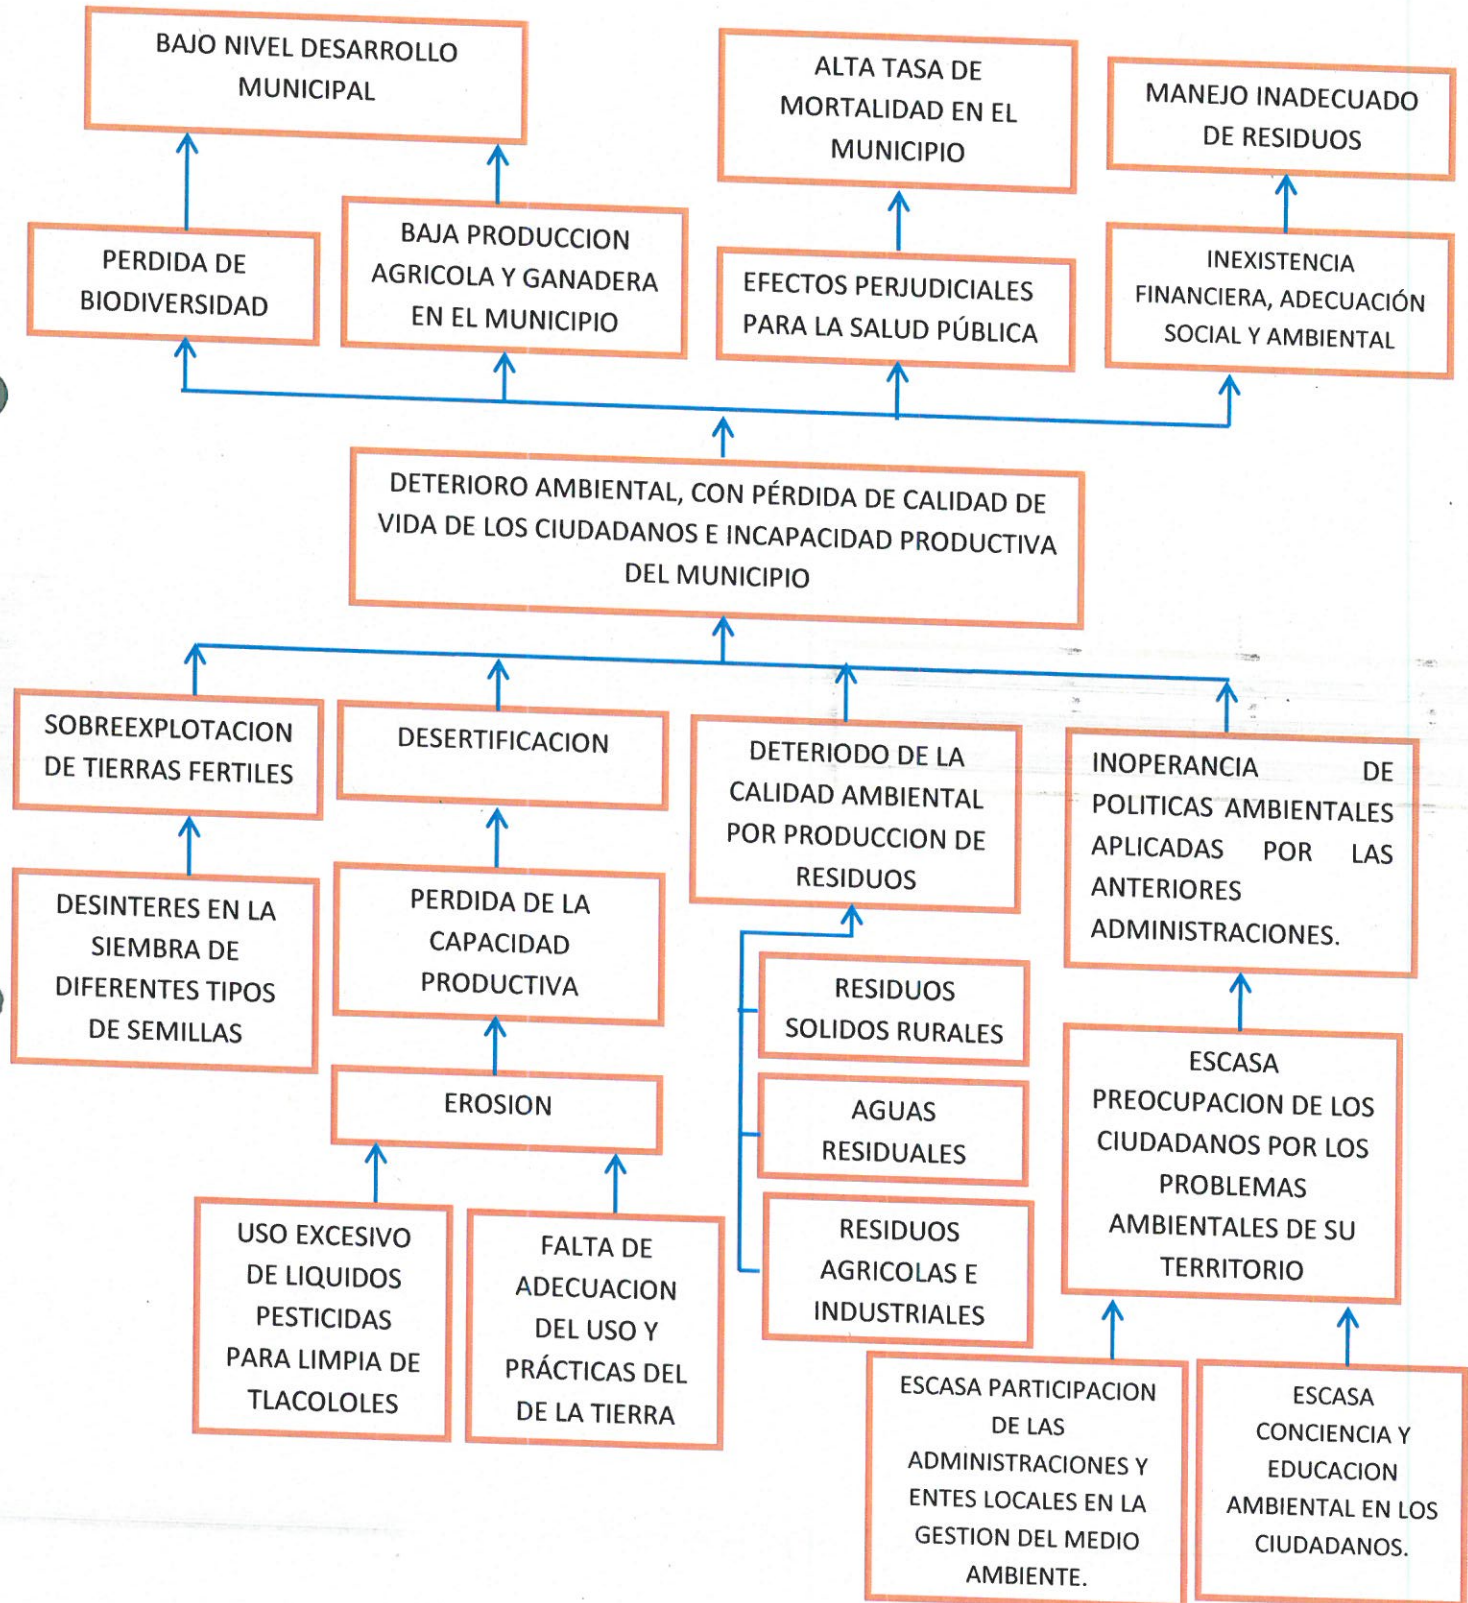 BAJO NIVEL DESARROLLO
MUNICIPAL
ALTA TASA DE
MORTALIDAD EN EL
MUNICIPIO
MANEJO INADECUADO
DE RESIDUOS
PERDIDA DE
BIODIVERSIDAD
BAJA PRODUCCION
AGRICOLA Y GANADERA
EN EL MUNICIPIO
EFECTOS PERJUDICIALES
PARA LA SALUD PÚBLICA
INEXISTENCIA
FINANCIERA, ADECUACIÓN
SOCIAL Y AMBIENTAL
DETERIORO AMBIENTAL, CON PÉRDIDA DE CALIDAD DE
VIDA DE LOS CIUDADANOS E INCAPACIDAD PRODUCTIVA
DEL MUNICIPIO
SOBREEXPLOTACION
DE TIERRAS FERTILES
DESERTIFICACION
DETERIODO DE LA
CALIDAD AMBIENTAL
POR PRODUCCION DE
RESIDUOS
INOPERANCIA DE
POLITICAS AMBIENTALES
APLICADAS POR LAS
ANTERIORES
ADMINISTRACIONES.
DESINTERES EN LA
SIEMBRA DE
DIFERENTES TIPOS
DE SEMILLAS
PERDIDA DE LA
CAPACIDAD
PRODUCTIVA
RESIDUOS
SOLIDOS RURALES
ESCASA
PREOCUPACION DE LOS
CIUDADANOS POR LOS
PROBLEMAS
AMBIENTALES DE SU
TERRITORIO
EROSION
AGUAS
RESIDUALES
USO EXCESIVO
DE LIQUIDOS
PESTICIDAS
PARA LIMPIA DE
TLACOLOLES
FALTA DE
ADECUACION
DEL USO Y
PRÁCTICAS DEL
DE LA TIERRA
RESIDUOS
AGRICOLAS E
INDUSTRIALES
ESCASA PARTICIPACION
DE LAS
ADMINISTRACIONES Y
ENTES LOCALES EN LA
GESTION DEL MEDIO
AMBIENTE.
ESCASA
CONCIENCIA Y
EDUCACION
AMBIENTAL EN LOS
CIUDADANOS.